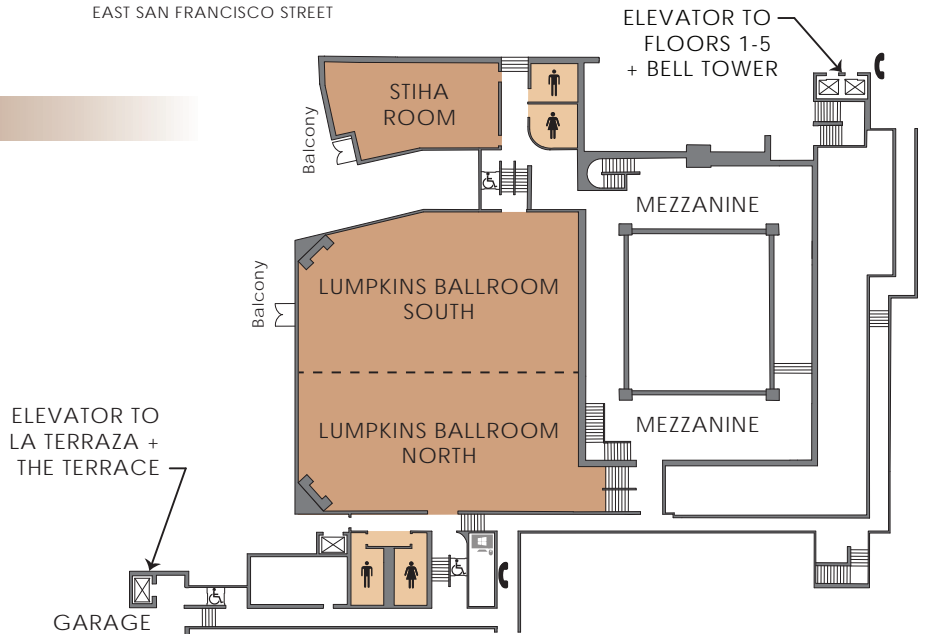 EAST SAN FRANCISCO STREET
ELEVATOR TO
FLOORS 1-5
+ BELL TOWER
STIHA
ROOM
Balcony
MEZZANINE
LUMPKINS BALLROOM
SOUTH
Balcony
LUMPKINS BALLROOM
NORTH
MEZZANINE
ELEVATOR TO
LA TERRAZA +
THE TERRACE
GARAGE